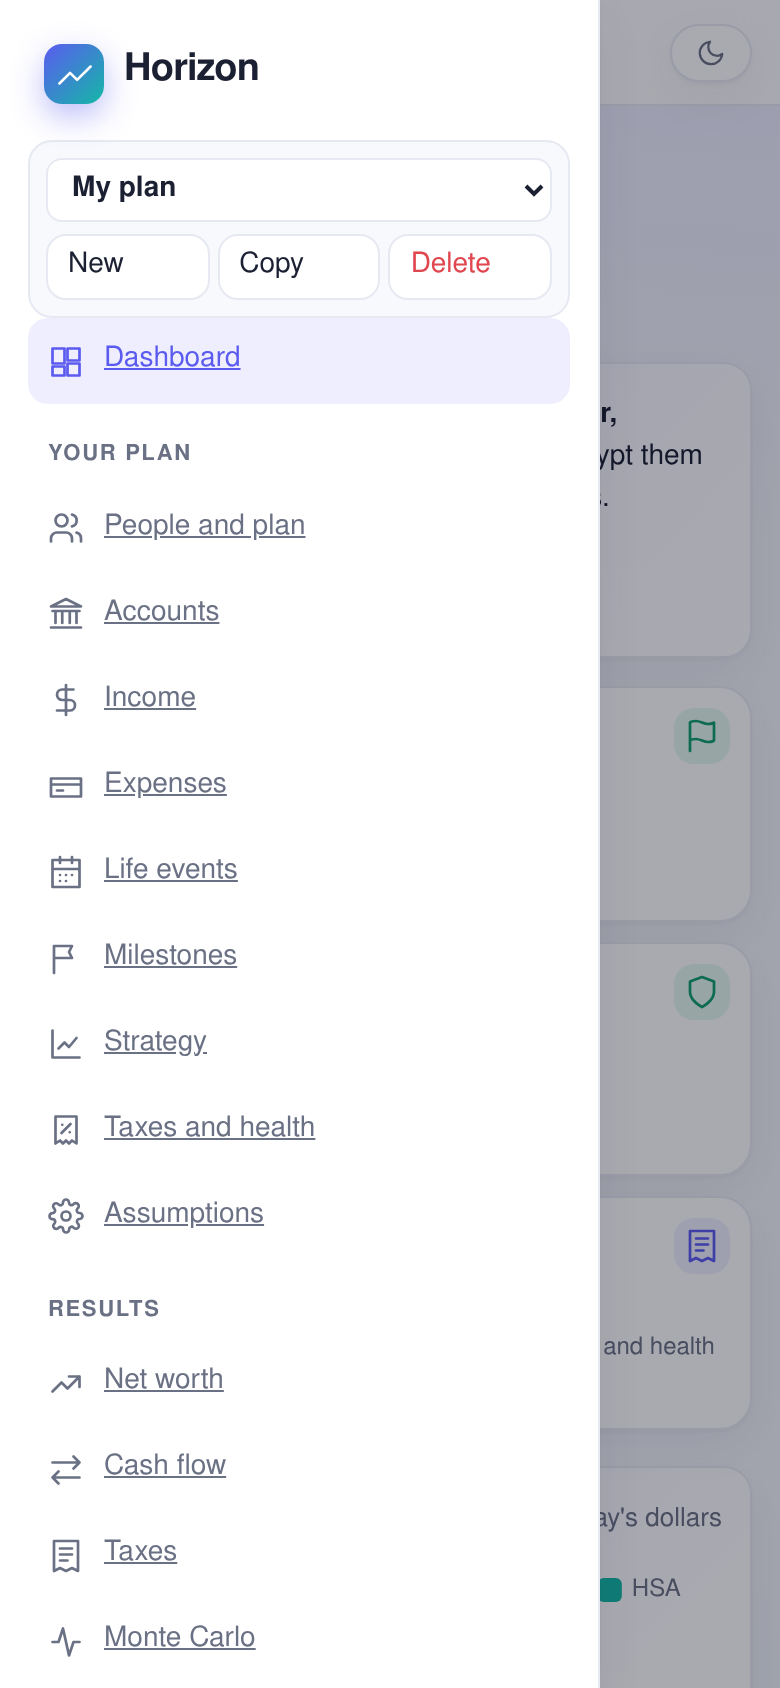 Horizon
My plan
New Copy Delete
Dashboard
r,
YOUR PLAN
ypt them
s.
People and plan
Accounts
Income
Expenses
Life events
Milestones
Strategy
Taxes and health
Assumptions
RESULTS
and health
Net worth
Cash flow
ay's dollars
Taxes
HSA
Monte Carlo